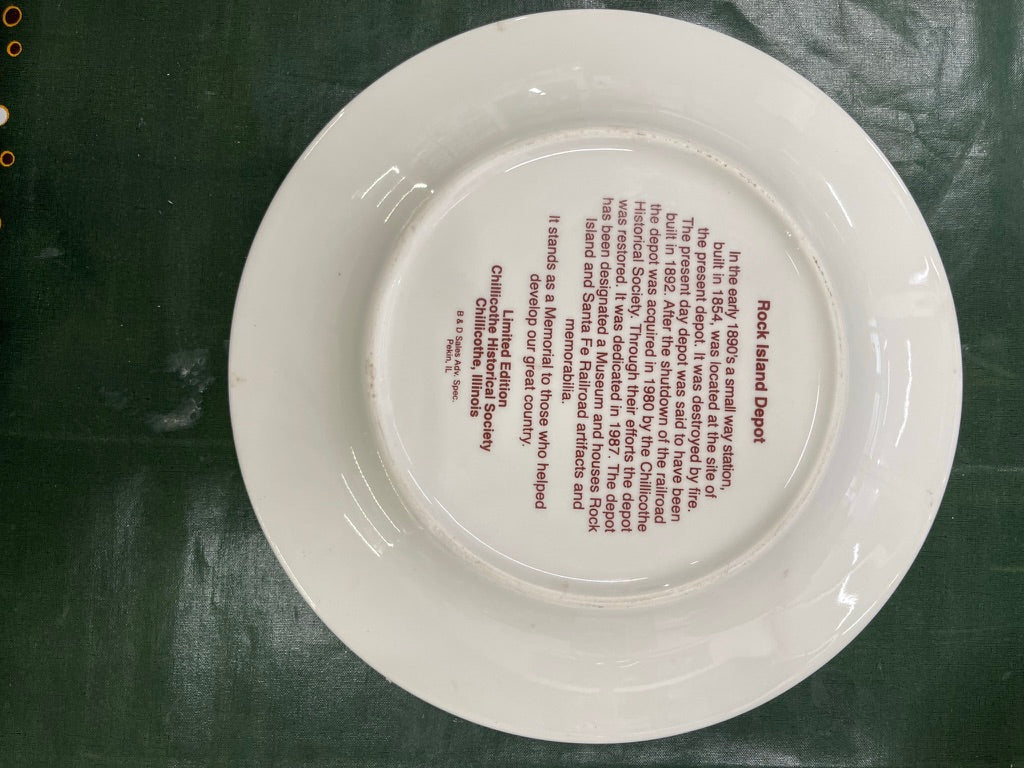 Rock Island Depot
In the early 1890's a small way station,
built in 1854, was located at the site of
the present depot. It was destroyed by fire.
The present day depot was said to have been
built in 1892. After the shutdown of the railroad
the depot was acquired in 1980 by the Chillicothe
Historical Society. Through their efforts the depot
was restored. It was dedicated in 1987. The depot
has been designated a Museum and houses Rock
Island and Santa Fe Railroad artifacts and
memorabilia.
It stands as a Memorial to those who helped
develop our great country.
Limited Edition
Chillicothe Historical Society
Chillicothe, Illinois
B & D Sales Adv. Spec.
Pekin, IL